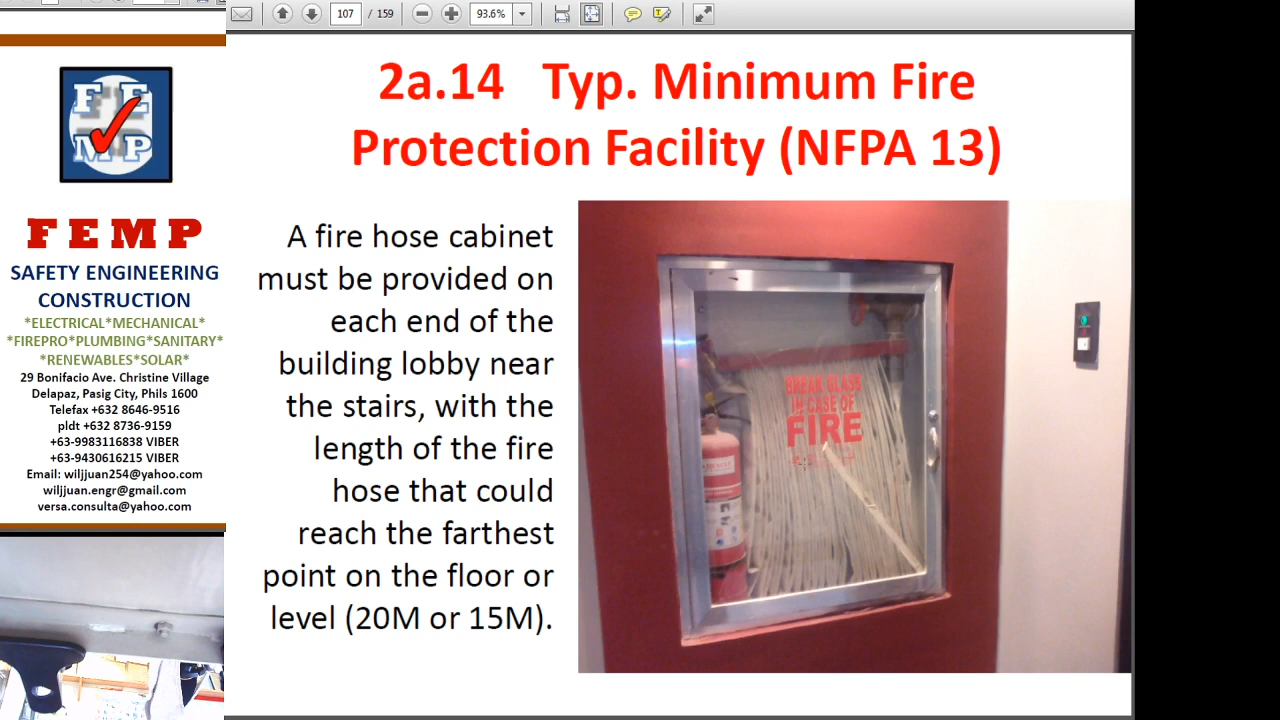 107 / 159
93.6%
2a.14 Typ. Minimum Fire
Protection Facility (NFPA 13)
F E
M P
F E M P
SAFETY ENGINEERING
CONSTRUCTION
*ELECTRICAL*MECHANICAL*
*FIREPRO*PLUMBING*SANITARY*
*RENEWABLES*SOLAR*
29 Bonifacio Ave. Christine Village
Delapaz, Pasig City, Phils 1600
Telefax +632 8646-9516
pldt +632 8736-9159
+63-9983116838 VIBER
+63-9430616215 VIBER
Email: wiljjuan254@yahoo.com
wiljjuan.engr@gmail.com
versa.consulta@yahoo.com
A fire hose cabinet
must be provided on
each end of the
building lobby near
the stairs, with the
length of the fire
hose that could
reach the farthest
point on the floor or
level (20M or 15M).
BREAK GLASS
IN CASE OF
FIRE